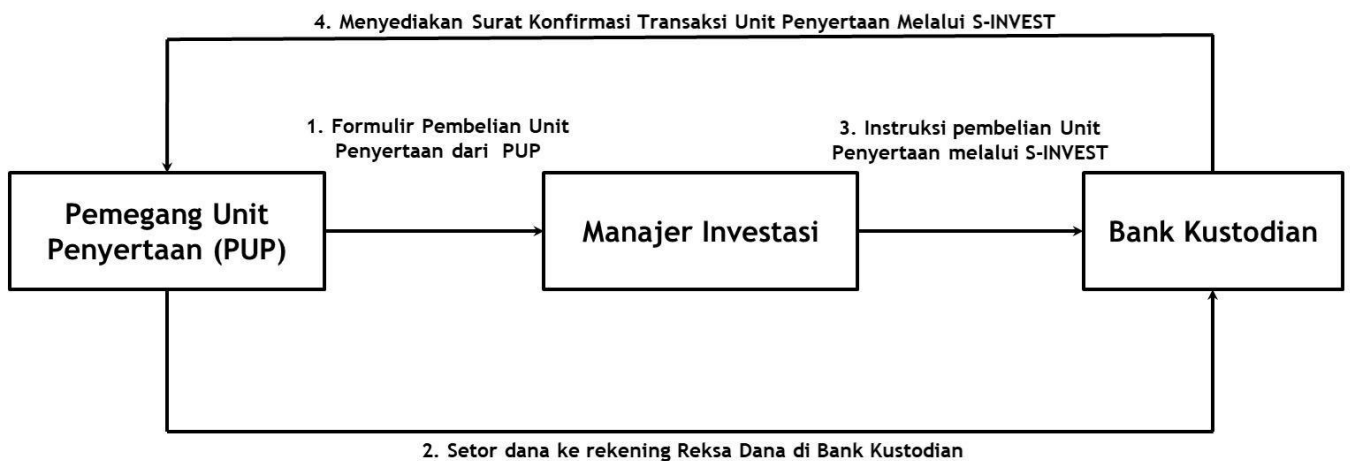 4. Menyediakan Surat Konfirmasi Transaksi Unit Penyertaan Melalui S-INVEST
1. Formulir Pembelian Unit
Penyertaan dari PUP
3. Instruksi pembelian Unit
Penyertaan melalui S-INVEST
Pemegang Unit
Penyertaan (PUP)
Manajer Investasi
Bank Kustodian
2. Setor dana ke rekening Reksa Dana di Bank Kustodian